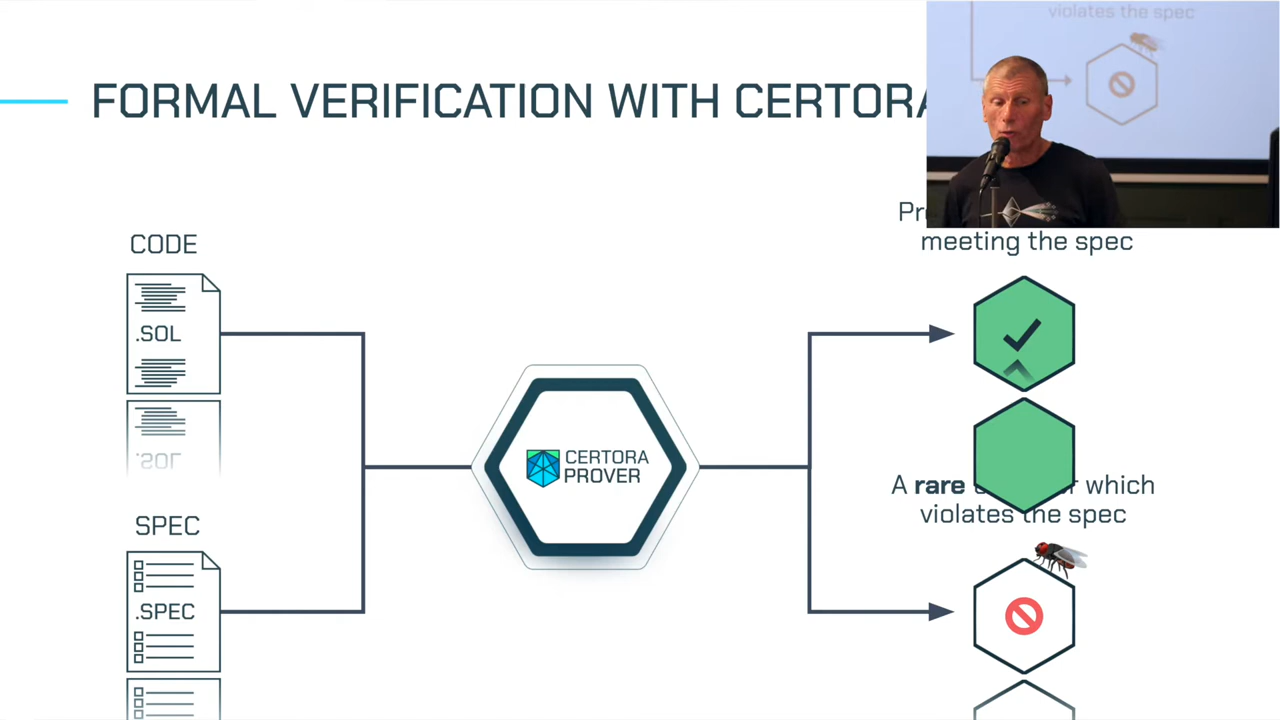 violates the spec
FORMAL VERIFICATION WITH CERTORA
CODE
.SOL
.SOL
SPEC
.SPEC
CERTORA
PROVER
meeting the spec
A rare which
violates the spec